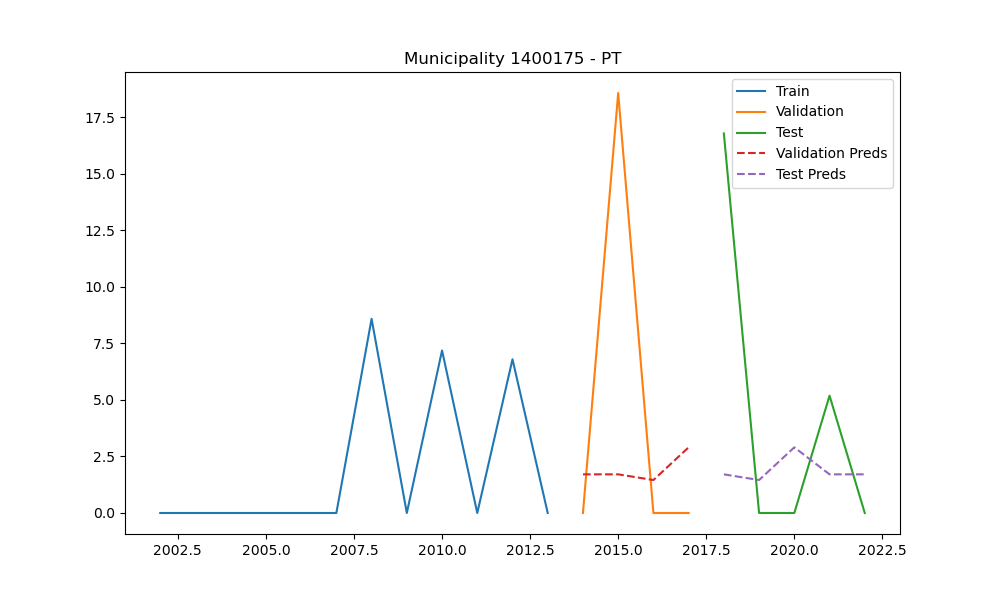 Municipality 1400175 - PT
Train
Validation
Test
Validation Preds
Test Preds
17.5
15.0
12.5
10.0
7.5
5.0
2.5
0.0
2002.5 2005.0 2007.5 2010.0 2012.5 2015.0 2017.5 2020.0 2022.5